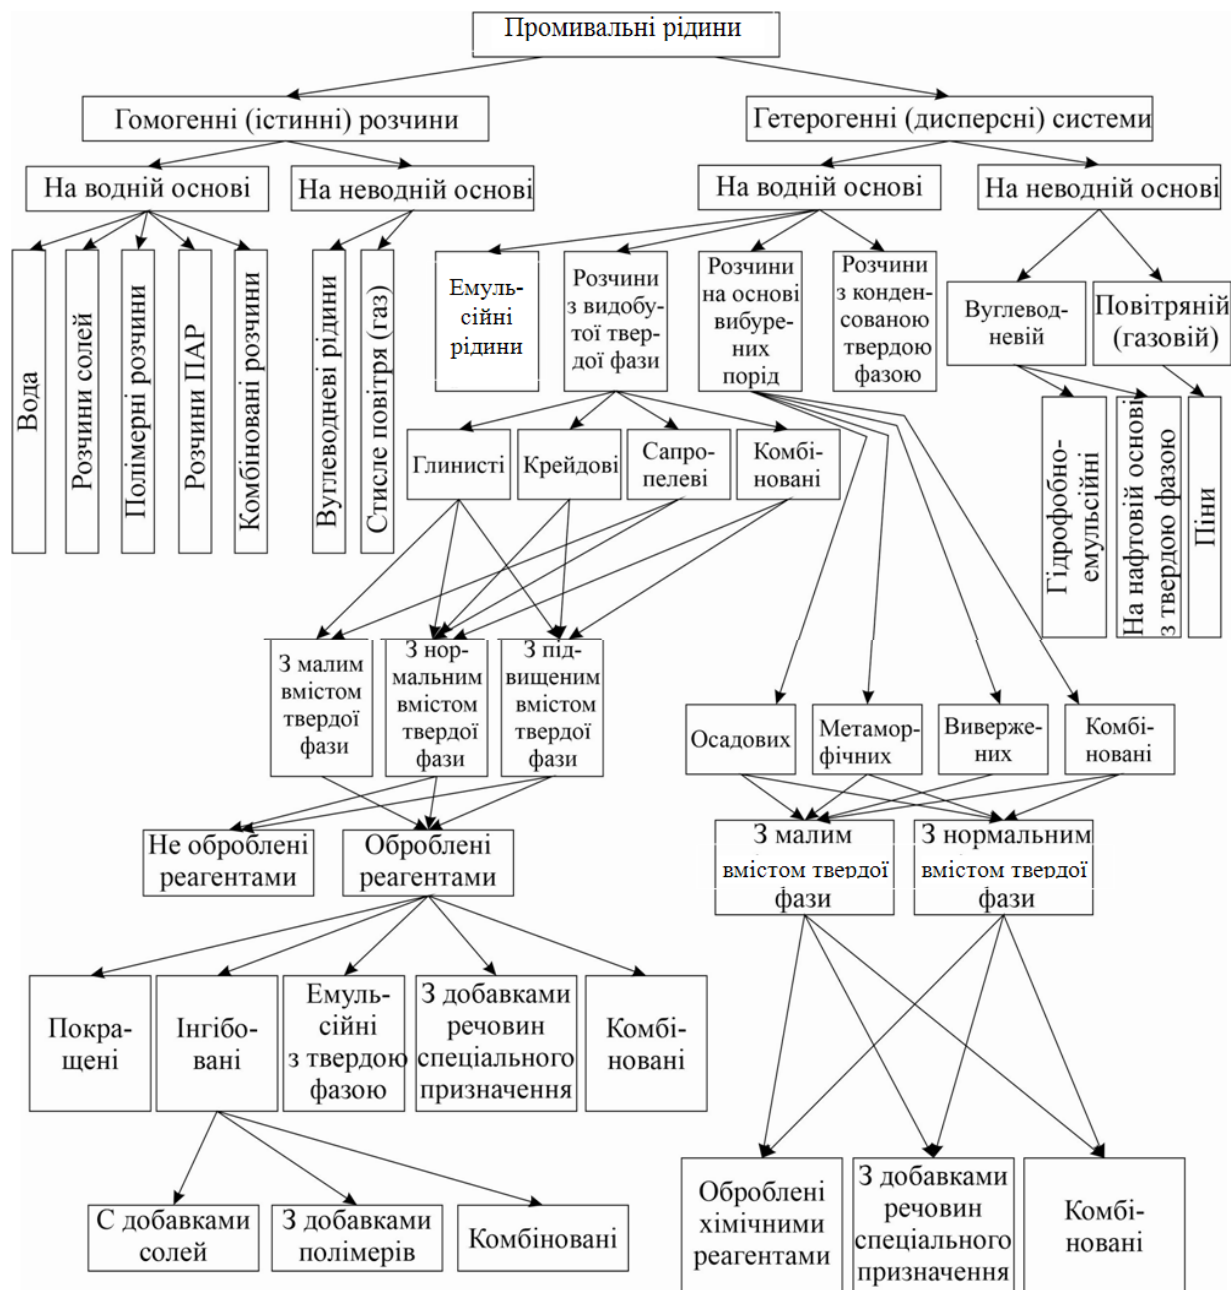 Промивальні рідини
Гомогенні (істинні) розчини
Гетерогенні (дисперсні) системи
На водній основі
На неводній основі
На водній основі
На неводній основі
Вода
Розчини солей
Полімерні розчини
Розчини ПАР
Комбіновані розчини
Вуглеводневі рідини
Стисле повітря (газ)
Емуль-
сійні
рідини
Розчини
з видобу-
тої твер-
дої фази
Розчини
на основі
вибуре-
них
порід
Розчини
з конден-
сованою
твердою
фазою
Вуглевод-
невій
Повітряній
(газовій)
Гідрофобно-
емульсійні
На нафтовій основі
з твердою фазою
Піни
Глинисті
Крейдові
Сапро-
пелеві
Комбі-
новані
З малим
вмістом
твердої
фази
З нор-
мальним
вмістом
твердої
фази
З під-
вищеним
вмістом
твердої
фази
Осадових
Метамор-
фічних
Виверже-
них
Комбі-
новані
Не оброблені
реагентами
Оброблені
реагентами
З малим
вмістом твердої
фази
З нормальним
вмістом твердої
фази
Покра-
щені
Інгібо-
вані
Емуль-
сійні
з твердою
фазою
З добавками
речовин
спеціального
призначення
Комбі-
новані
С добавками
солей
З добавками
полімерів
Комбіновані
Оброблені
хімічними
реагентами
З добавками
речовин
спеціального
призначення
Комбі-
новані